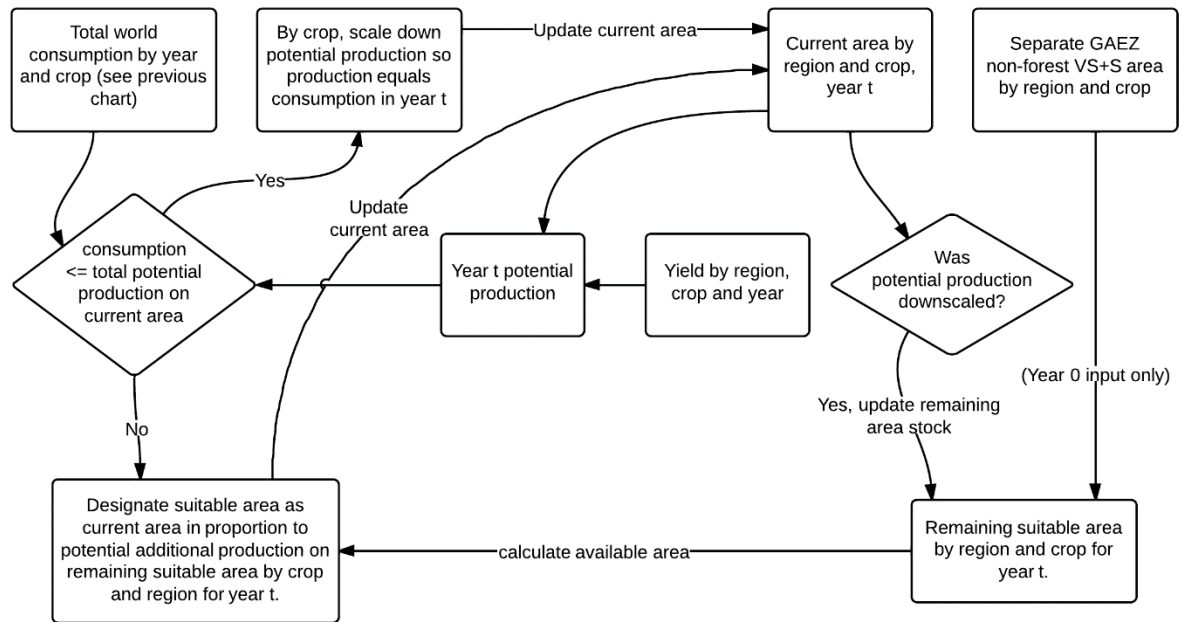 Total world
consumption by year
and crop (see previous
chart)
By crop, scale down
potential production so
production equals
consumption in year t
Update current area
Current area by
region and crop,
year t
Separate GAEZ
non-forest VS+S area
by region and crop
Yes
Update
current area
consumption
<= total potential
production on
current area
Year t potential
production
Yield by region,
crop and year
Was
potential production
downscaled?
(Year 0 input only)
Yes, update remaining
area stock
No
Designate suitable area as
current area in proportion to
potential additional production on
remaining suitable area by crop
and region for year t.
calculate available area
Remaining suitable area
by region and crop for
year t.